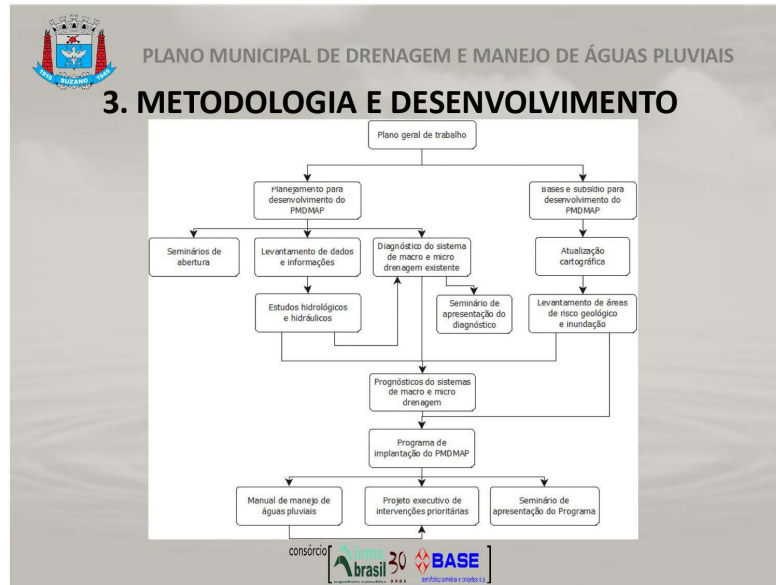 PLANO MUNICIPAL DE DRENAGEM E MANEJO DE ÁGUAS PLUVIAIS
1919 SUZANO 1949
3. METODOLOGIA E DESENVOLVIMENTO
Plano geral de trabalho
Planejamento para
desenvolvimento do
PMDMAP
Bases e subsídio para
desenvolvimento do
PMDMAP
Seminários de
abertura
Levantamento de dados
e informações
Diagnóstico do sistema
de macro e micro
drenagem existente
Atualização
cartográfica
Estudos hidrológicos
e hidráulicos
Seminário de
apresentação do
diagnóstico
Levantamento de áreas
de risco geológico
e inundação
Prognósticos do sistemas
de macro e micro
drenagem
Programa de
implantação do PMDMAP
Manual de manejo de
águas pluviais
Projeto executivo de
intervenções prioritárias
Seminário de
apresentação do Programa
consórcio
ieme
brasil
30
anos
BASE